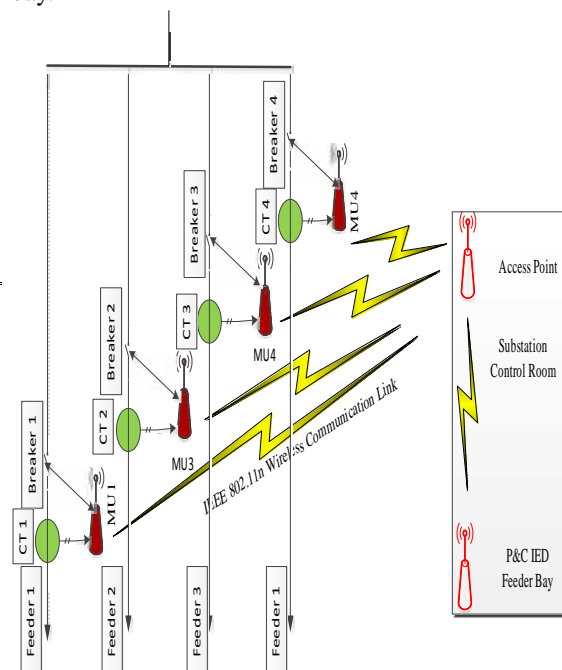 Breaker 4
CT 4
MU4
Breaker 3
CT 3
MU4
Breaker 2
CT 2
MU3
Breaker 1
CT 1
MU1
IEEE 802.11n Wireless Communication Link
Feeder 1
Feeder 2
Feeder 3
Feeder 1
Access Point
Substation
Control Room
P&C IED
Feeder Bay